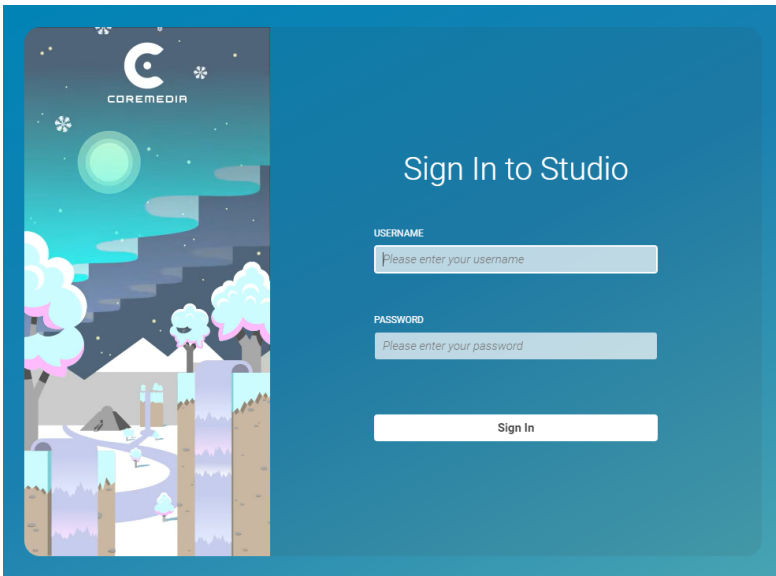 COREMEDIA
Sign In to Studio
USERNAME
Please enter your username
PASSWORD
Please enter your password
Sign In